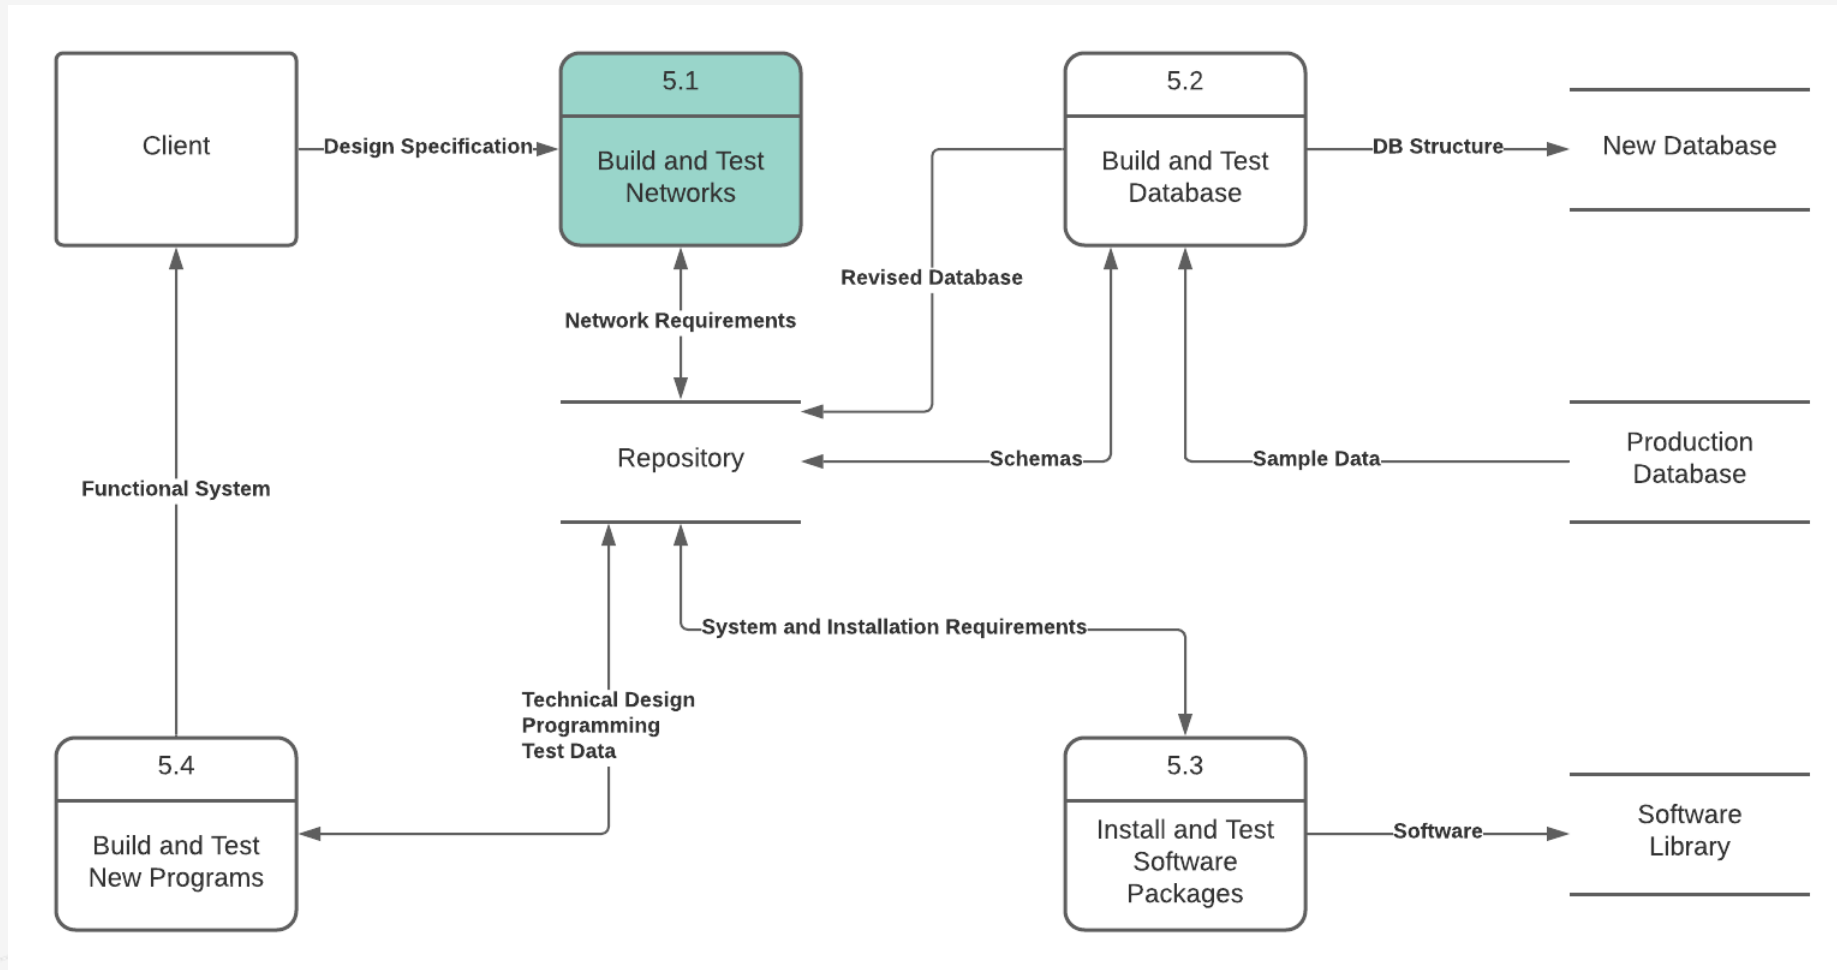 Client
Design Specification
5.1
Build and Test
Networks
5.2
Build and Test
Database
DB Structure
New Database
Revised Database
Network Requirements
Repository
Schemas
Sample Data
Production
Database
Functional System
System and Installation Requirements
Technical Design
Programming
Test Data
5.4
Build and Test
New Programs
5.3
Install and Test
Software
Packages
Software
Software
Library